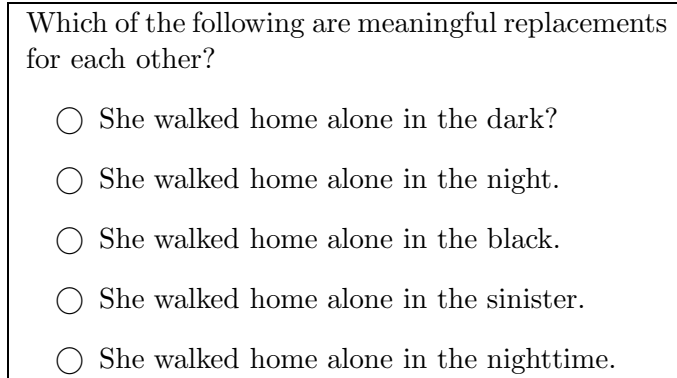 Which of the following are meaningful replacements
for each other?
She walked home alone in the dark?
She walked home alone in the night.
She walked home alone in the black.
She walked home alone in the sinister.
She walked home alone in the nighttime.